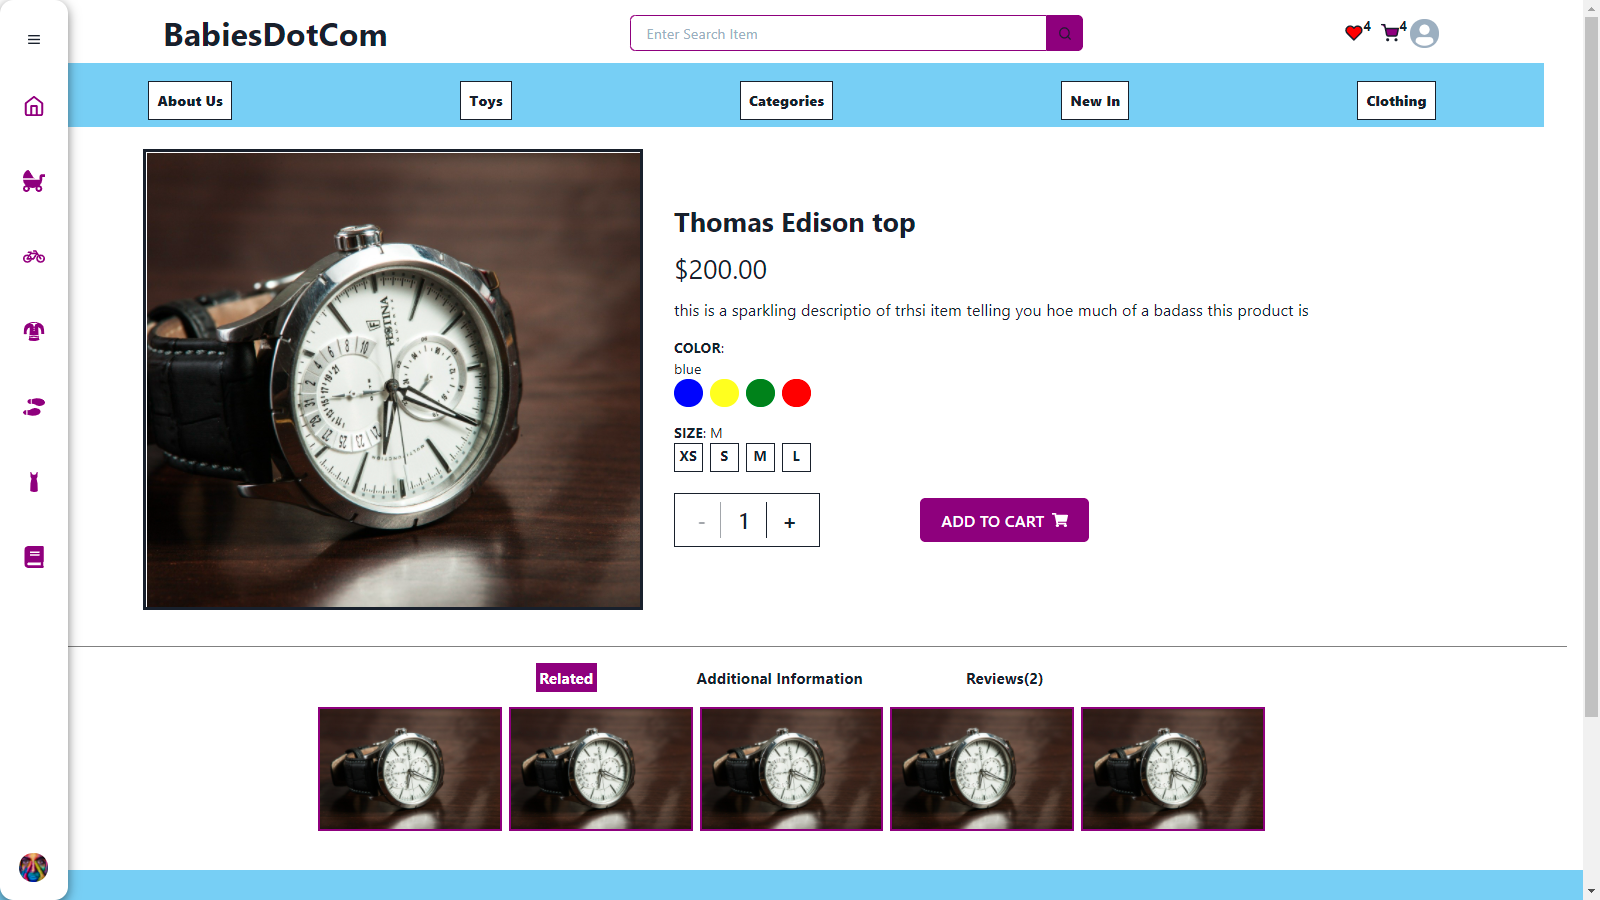 BabiesDotCom
Enter Search Item
4
4
About Us
Toys
Categories
New In
Clothing
FESTINA
Thomas Edison top
$200.00
this is a sparkling descriptio of trhsi item telling you hoe much of a badass this product is
COLOR:
blue
SIZE: M
XS
S
M
L
- 1 +
ADD TO CART
Related
Additional Information
Reviews(2)